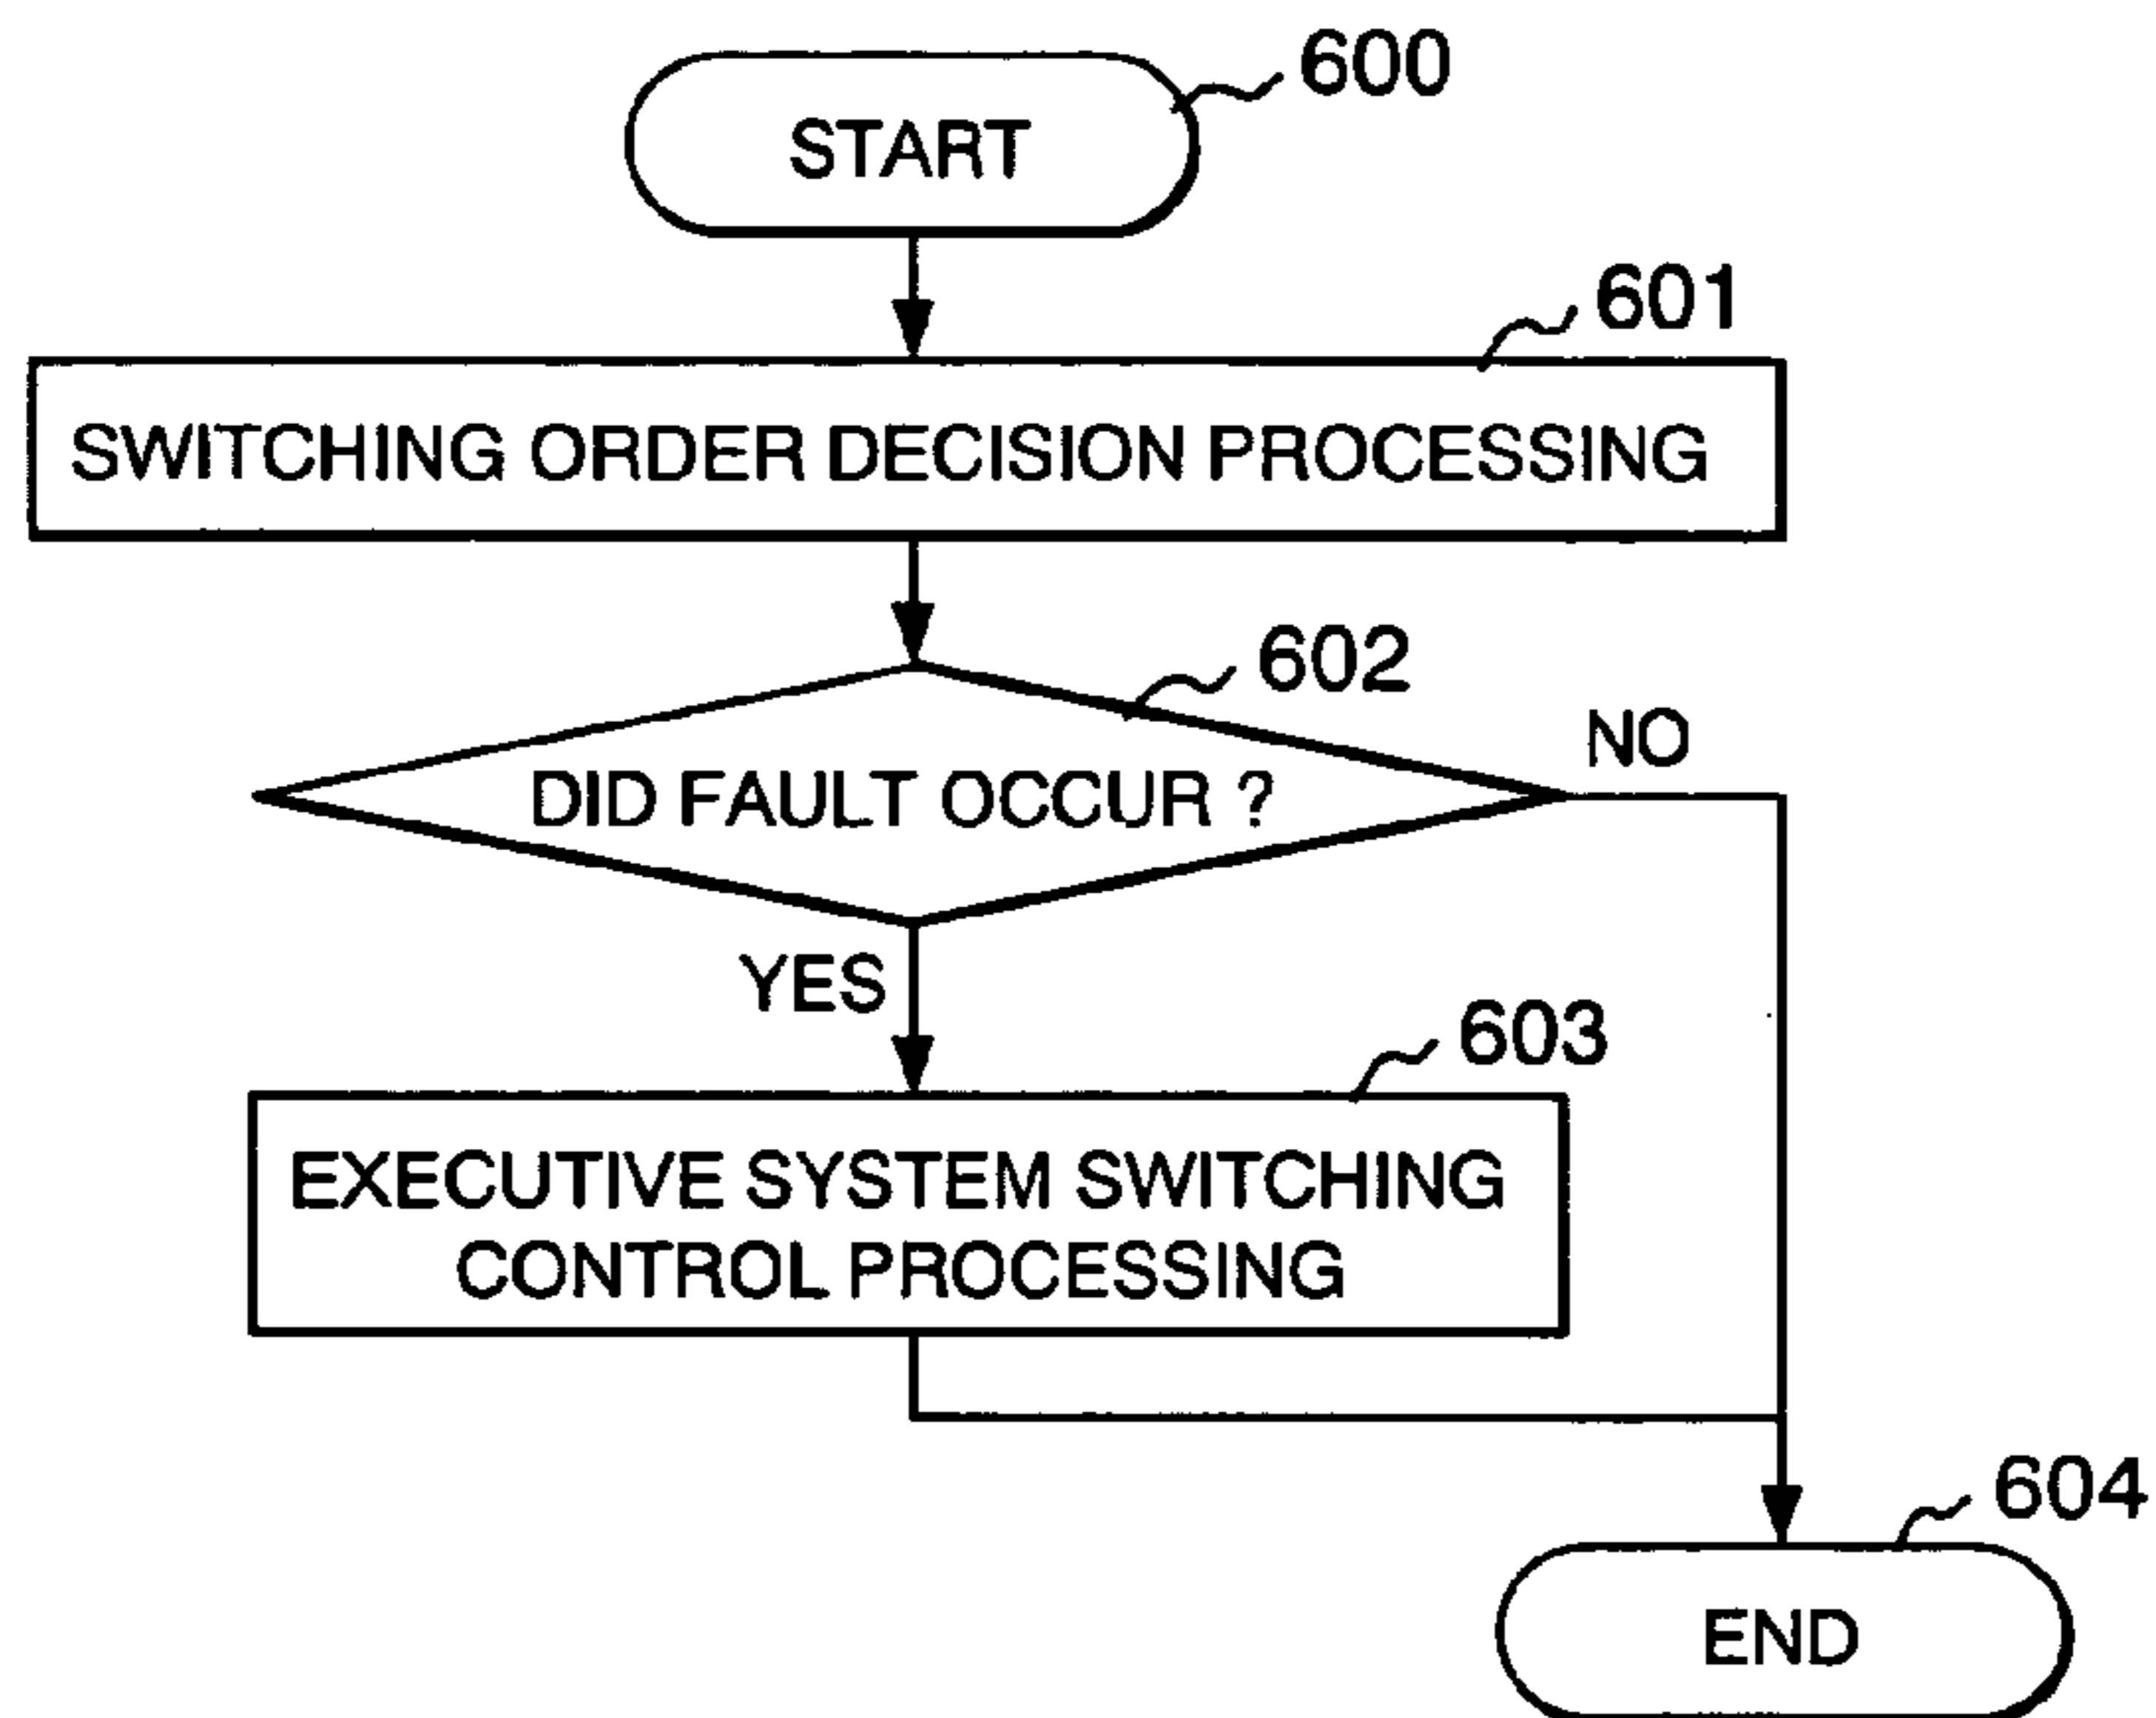 600
START
601
SWITCHING ORDER DECISION PROCESSING
602
NO
DID FAULT OCCUR ?
YES
603
EXECUTIVE SYSTEM SWITCHING
CONTROL PROCESSING
604
END